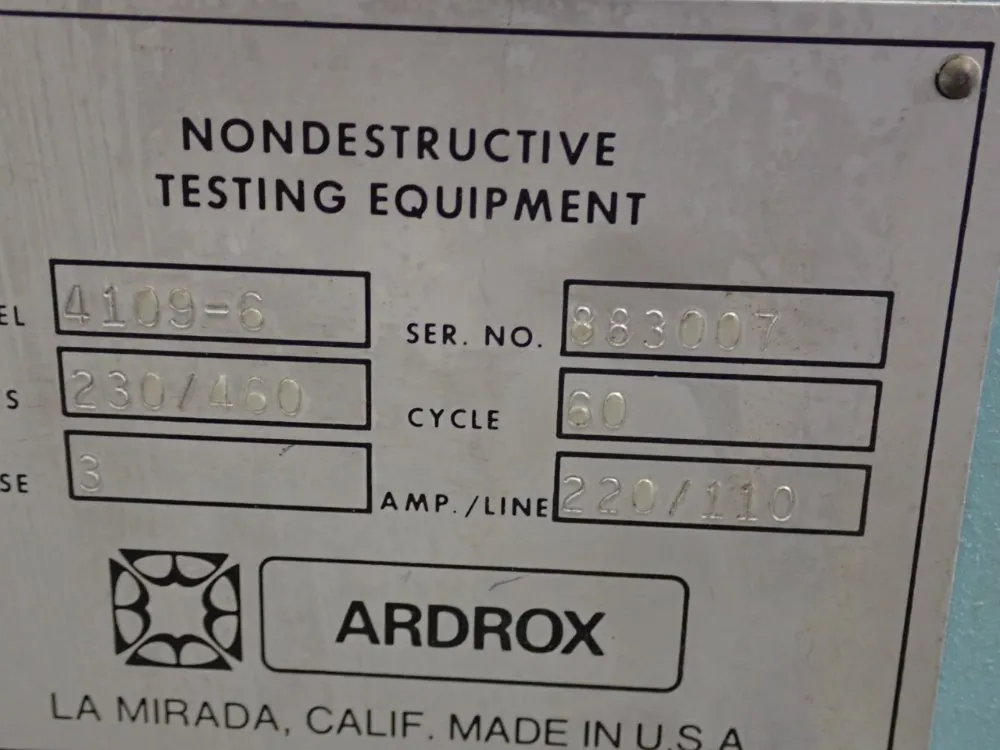 NONDESTRUCTIVE
TESTING EQUIPMENT
EL 4109-6 SER. NO. 883007
S 230/460 CYCLE 60
SE 3 AMP./LINE 220/110
ARDROX
LA MIRADA, CALIF. MADE IN U.S.A